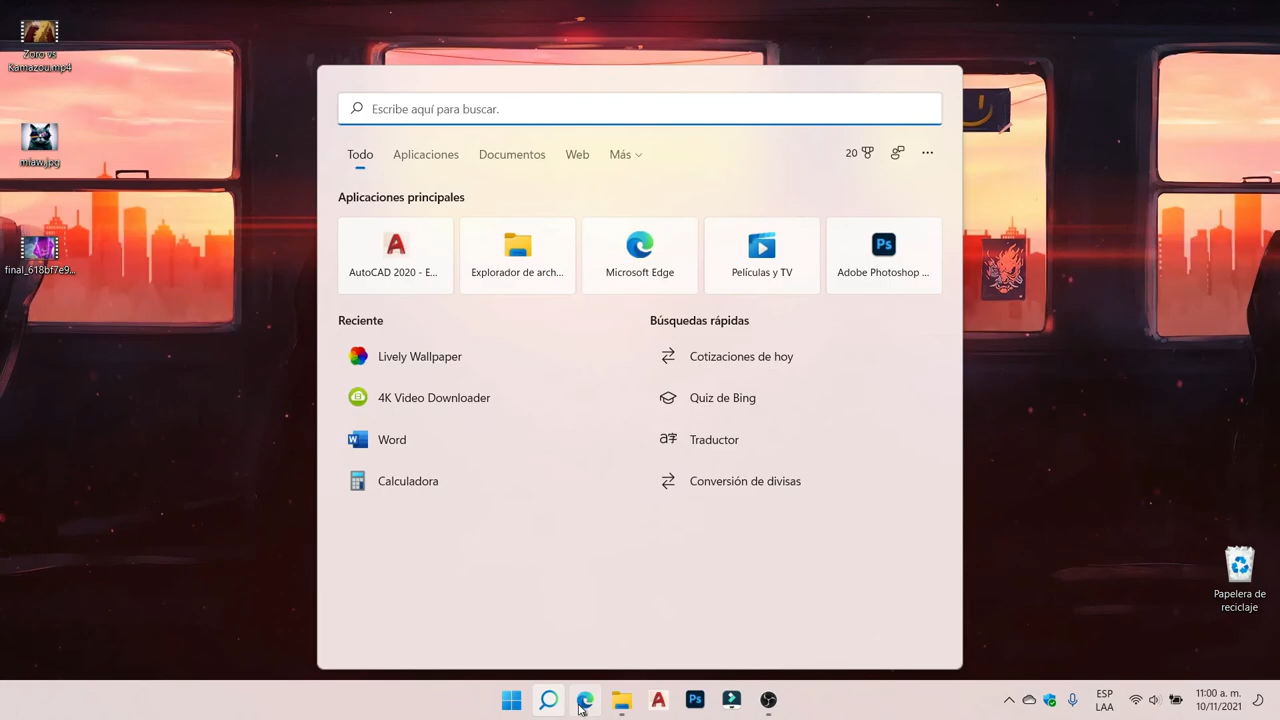 Zoro vs
Kamazou.mp4
miaw.jpg
final_618bf7e9...
Escribe aquí para buscar.
Todo
Aplicaciones
Documentos
Web
Más
20
Aplicaciones principales
AutoCAD 2020 - E...
Explorador de arch...
Microsoft Edge
Películas y TV
Adobe Photoshop ...
Reciente
Búsquedas rápidas
Lively Wallpaper
Cotizaciones de hoy
4K Video Downloader
Quiz de Bing
Word
Traductor
Calculadora
Conversión de divisas
Papelera de
reciclaje
ESP
LAA
11:00 a. m.
10/11/2021